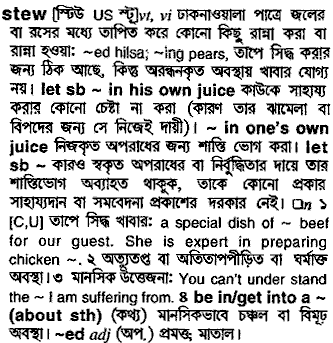 stew [স্টিউ US স্টূ] vt, vi ঢাকনাওয়ালা পাত্রে জলের
বা রসের মধ্যে তাপিত করে কোনো কিছু রান্না করা বা
রান্না হওয়া: ~ed hilsa; ~ing pears, তাপে সিদ্ধ করার
জন্য ঠিক আছে, কিন্তু অরন্ধনকৃত অবস্থায় খাবার যোগ্য
নয়। let sb ~ in his own juice কাউকে সাহায্য
করার কোনো চেষ্টা না করা (কারণ তার ঝামেলা বা
বিপদের জন্য সে নিজেই দায়ী)। ~ in one's own
juice নিজকৃত অপরাধের জন্য শাস্তি ভোগ করা। let
sb ~ কারও স্বকৃত অপরাধের বা নির্বুদ্ধিতার দায়ে তার
শাস্তিভোগ অব্যাহত থাকুক, তাকে কোনো প্রকার
সাহায্যদান বা সমবেদনা প্রকাশের দরকার নেই। □n ১
[C,U] তাপে সিদ্ধ খাবার: a special dish of ~ beef
for our guest. She is expert in preparing
chicken ~. ২ অত্যুত্তপ্ত বা অতিতাপপীড়িত বা ঘর্মাক্ত
অবস্থা।৩ মানসিক উত্তেজনা: You can't under stand
the ~ I am suffering from. ৪ be in/get into a ~
(about sth) (কথ্য) মানসিকভাবে চঞ্চল বা বিমূঢ়
অবস্থা। ~ed adj (অপ.) প্রমত্ত; মাতাল।